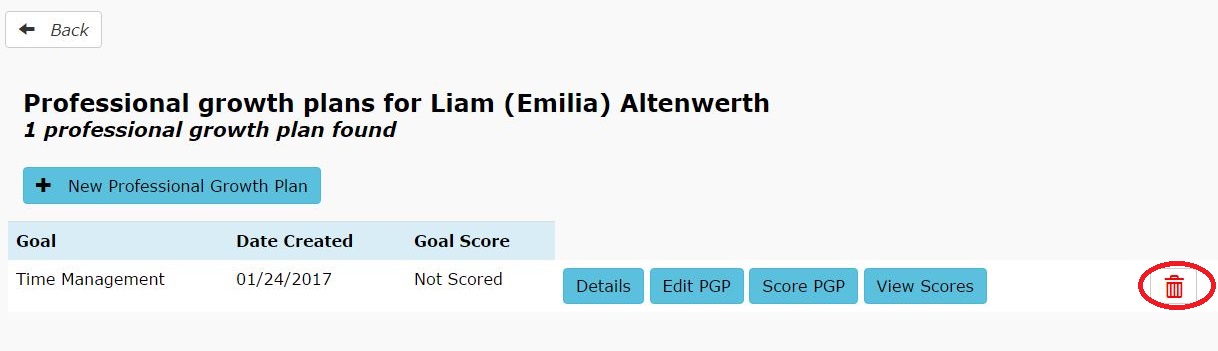 Back
Professional growth plans for Liam (Emilia) Altenwerth
1 professional growth plan found
New Professional Growth Plan
Goal Date Created Goal Score
Time Management 01/24/2017 Not Scored Details Edit PGP Score PGP View Scores